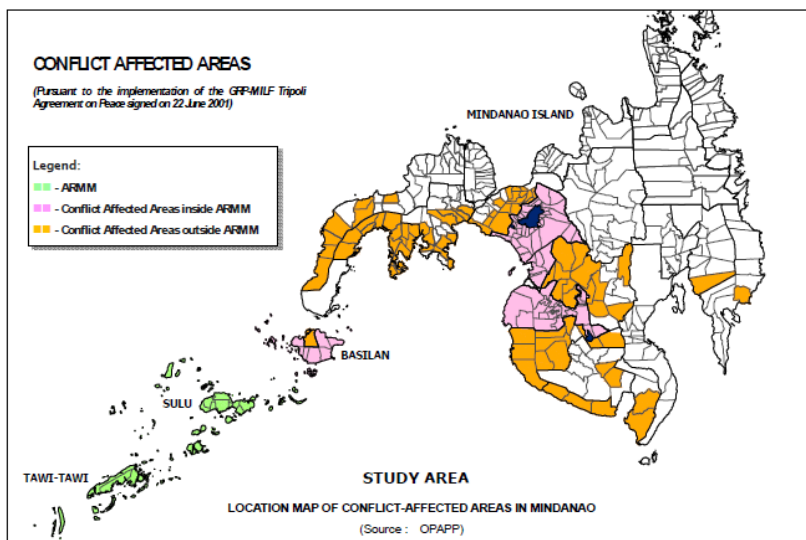 CONFLICT AFFECTED AREAS
(Pursuant to the implementation of the GRP-MILF Tripoli
Agreement on Peace signed on 22 June 2001)
MINDANAO ISLAND
Legend:
- ARMM
- Conflict Affected Areas inside ARMM
- Conflict Affected Areas outside ARMM
BASILAN
SULU
TAWI-TAWI
STUDY AREA
LOCATION MAP OF CONFLICT-AFFECTED AREAS IN MINDANAO
(Source : OPAPP)